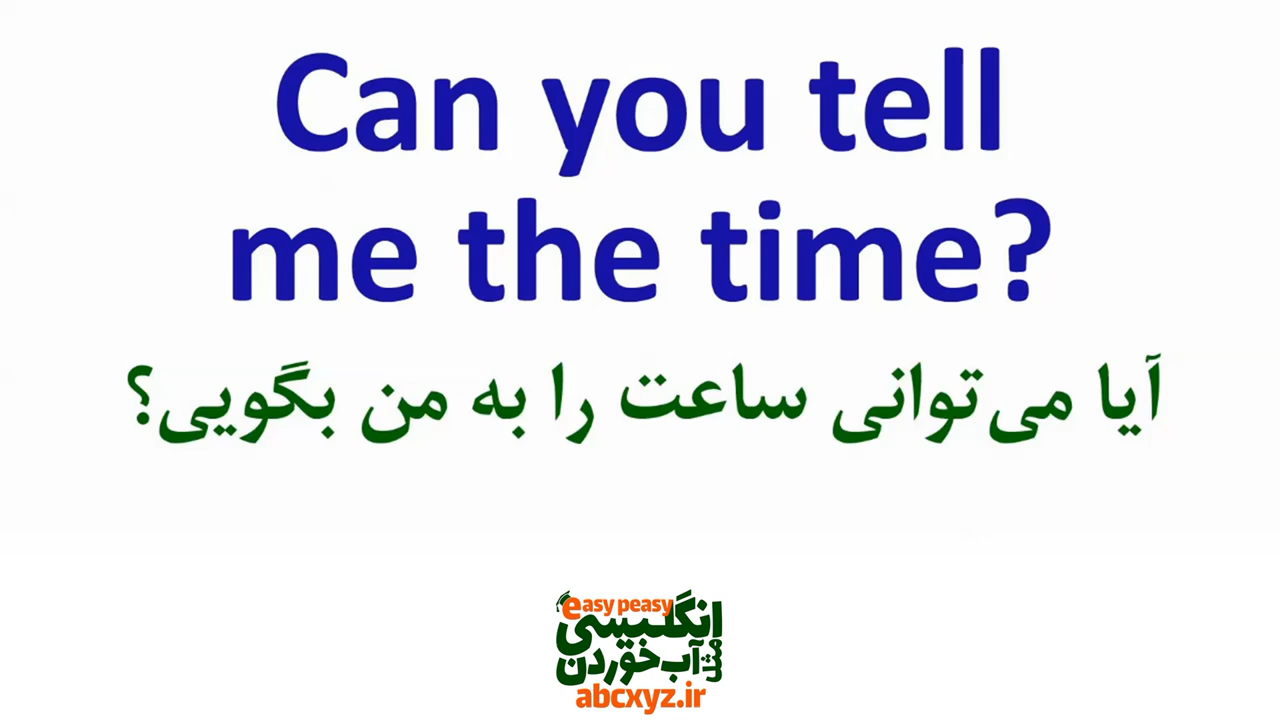 Can you tell
me the time?
آیا می‌توانی ساعت را به من بگویی؟
easy peasy
انگلیسی
مثل آب خوردن
abcxyz.ir